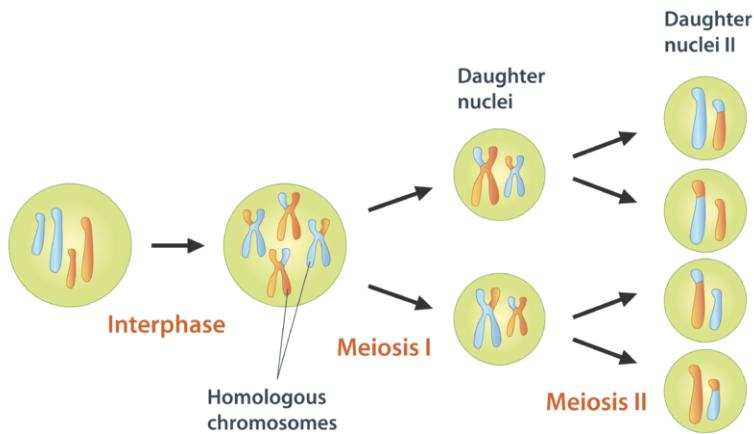 Daughter
nuclei II
Daughter
nuclei
Interphase
Meiosis I
Homologous
chromosomes
Meiosis II